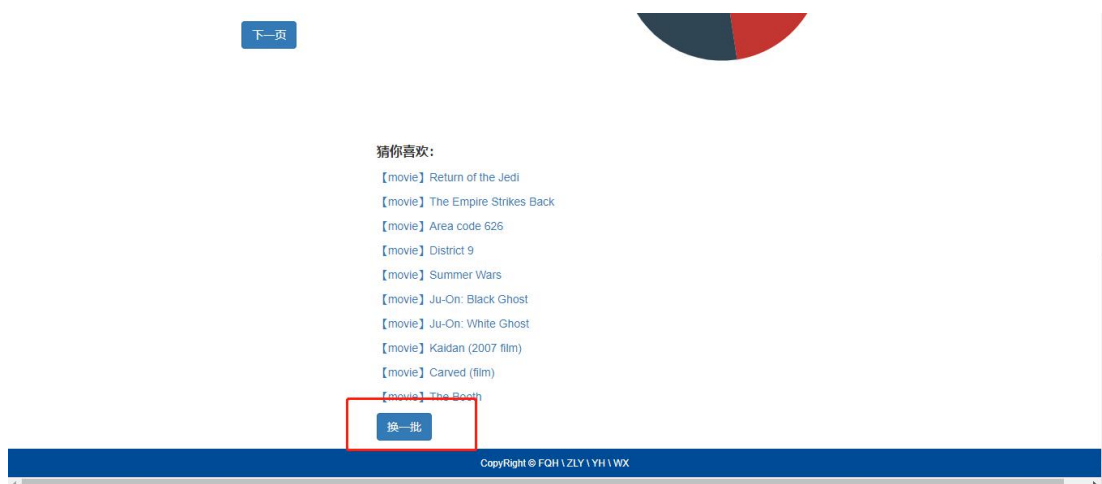 下一页
猜你喜欢：
【movie】Return of the Jedi
【movie】The Empire Strikes Back
【movie】Area code 626
【movie】District 9
【movie】Summer Wars
【movie】Ju-On: Black Ghost
【movie】Ju-On: White Ghost
【movie】Kaidan (2007 film)
【movie】Carved (film)
【movie】The Booth
换一批
CopyRight © FQH \ ZLY \ YH \ WX